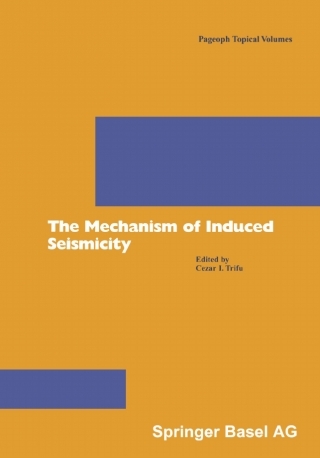 Pageoph Topical Volumes
The Mechanism of Induced
Seismicity
Edited by
Cezar I. Trifu
Springer Basel AG